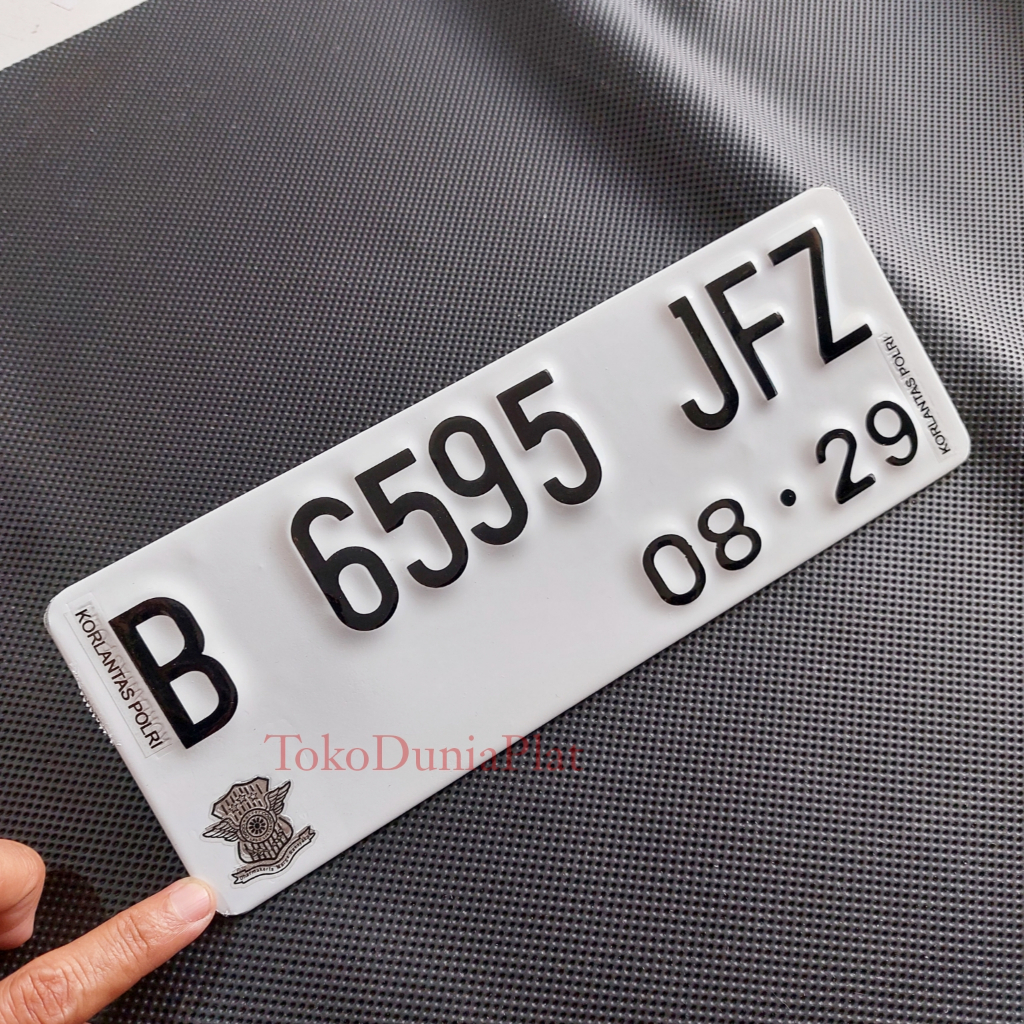 B 6595 JFZ
08 · 29
KORLANTAS POLRI
KORLANTAS POLRI
TokoDuniaPlat